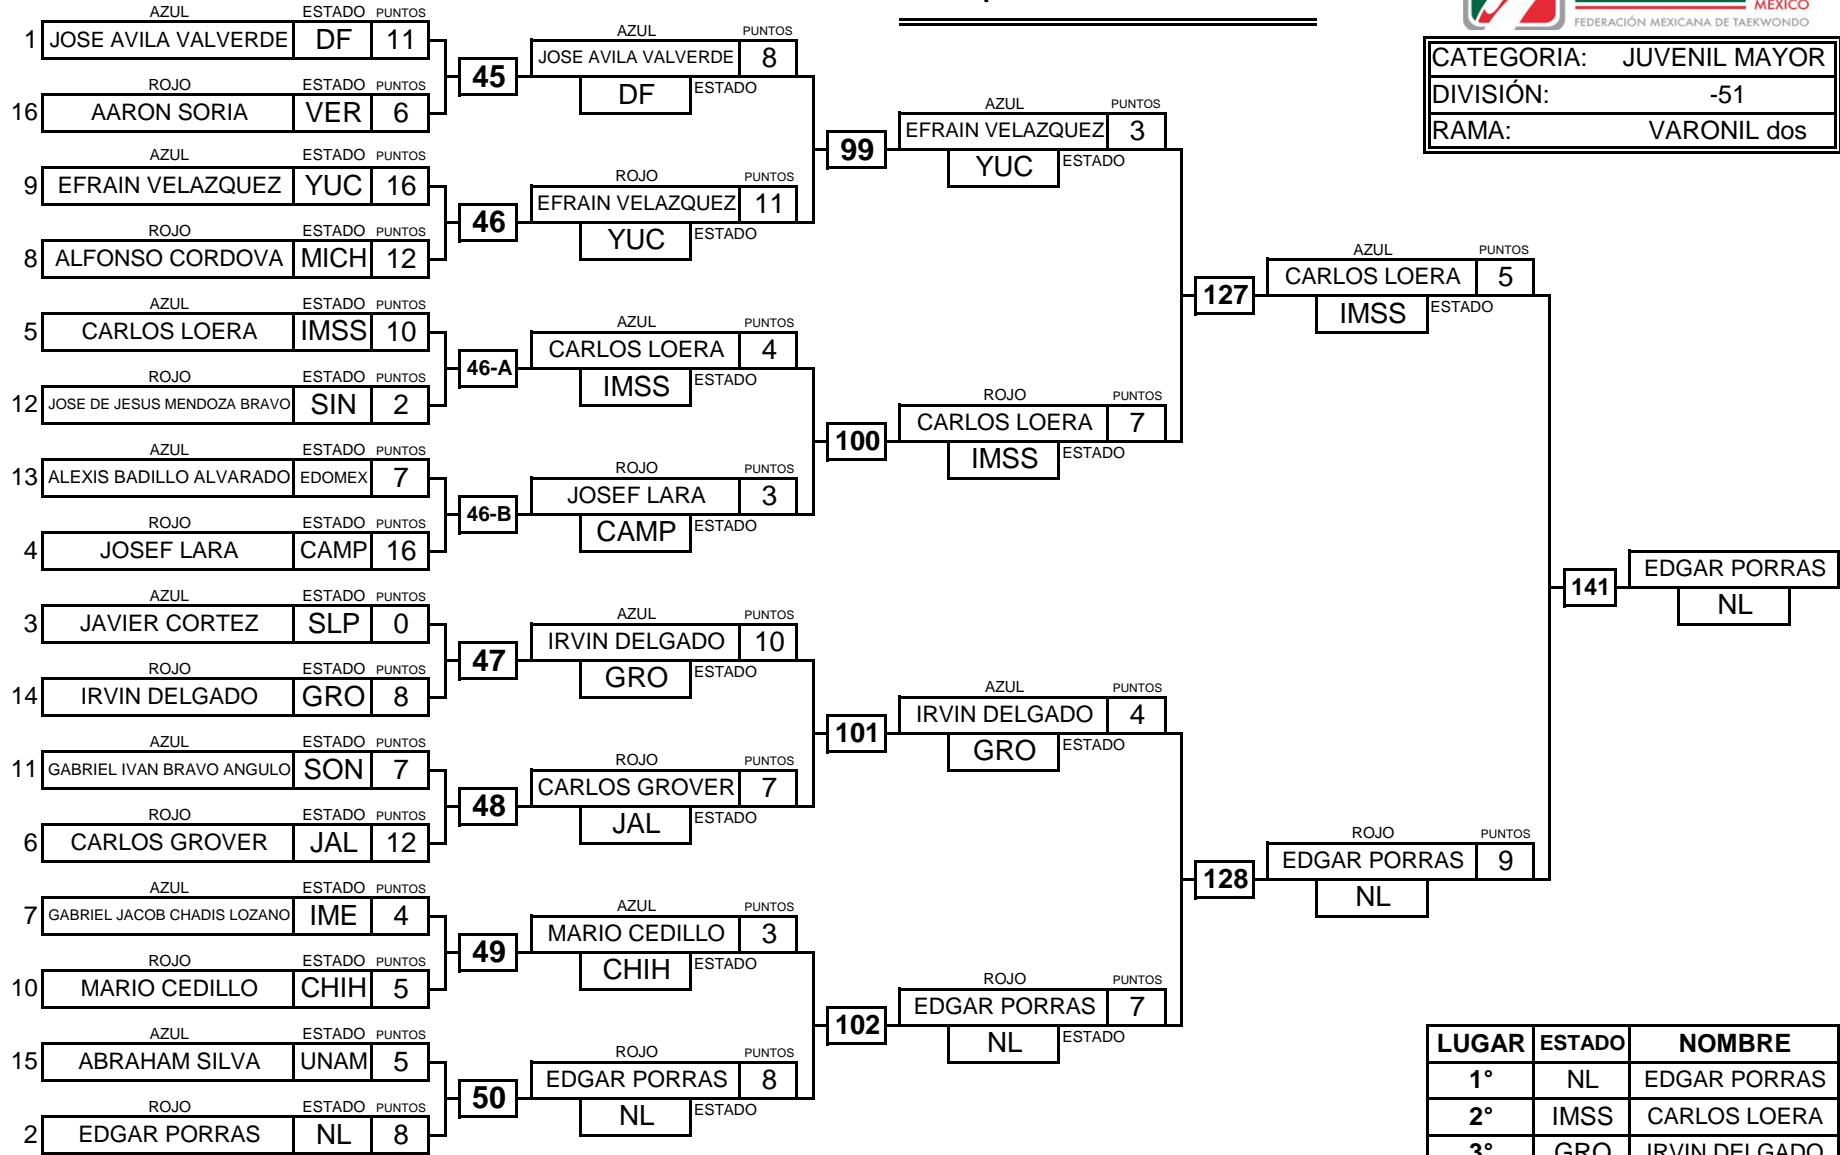 MEXICO
FEDERACIÓN MEXICANA DE TAEKWONDO
CATEGORIA: JUVENIL MAYOR
DIVISIÓN: -51
RAMA: VARONIL dos
AZUL ESTADO PUNTOS
1 JOSE AVILA VALVERDE DF 11
ROJO ESTADO PUNTOS
16 AARON SORIA VER 6
AZUL ESTADO PUNTOS
9 EFRAIN VELAZQUEZ YUC 16
ROJO ESTADO PUNTOS
8 ALFONSO CORDOVA MICH 12
AZUL ESTADO PUNTOS
5 CARLOS LOERA IMSS 10
ROJO ESTADO PUNTOS
12 JOSE DE JESUS MENDOZA BRAVO SIN 2
AZUL ESTADO PUNTOS
13 ALEXIS BADILLO ALVARADO EDOMEX 7
ROJO ESTADO PUNTOS
4 JOSEF LARA CAMP 16
AZUL ESTADO PUNTOS
3 JAVIER CORTEZ SLP 0
ROJO ESTADO PUNTOS
14 IRVIN DELGADO GRO 8
AZUL ESTADO PUNTOS
11 GABRIEL IVAN BRAVO ANGULO SON 7
ROJO ESTADO PUNTOS
6 CARLOS GROVER JAL 12
AZUL ESTADO PUNTOS
7 GABRIEL JACOB CHADIS LOZANO IME 4
ROJO ESTADO PUNTOS
10 MARIO CEDILLO CHIH 5
AZUL ESTADO PUNTOS
15 ABRAHAM SILVA UNAM 5
ROJO ESTADO PUNTOS
2 EDGAR PORRAS NL 8
45
46
46-A
46-B
47
48
49
50
AZUL PUNTOS
JOSE AVILA VALVERDE 8
DF ESTADO
ROJO PUNTOS
EFRAIN VELAZQUEZ 11
YUC ESTADO
AZUL PUNTOS
CARLOS LOERA 4
IMSS ESTADO
ROJO PUNTOS
JOSEF LARA 3
CAMP ESTADO
AZUL PUNTOS
IRVIN DELGADO 10
GRO ESTADO
ROJO PUNTOS
CARLOS GROVER 7
JAL ESTADO
AZUL PUNTOS
MARIO CEDILLO 3
CHIH ESTADO
ROJO PUNTOS
EDGAR PORRAS 8
NL ESTADO
99
100
101
102
AZUL PUNTOS
EFRAIN VELAZQUEZ 3
YUC ESTADO
ROJO PUNTOS
CARLOS LOERA 7
IMSS ESTADO
AZUL PUNTOS
IRVIN DELGADO 4
GRO ESTADO
ROJO PUNTOS
EDGAR PORRAS 7
NL ESTADO
127
128
AZUL PUNTOS
CARLOS LOERA 5
IMSS ESTADO
ROJO PUNTOS
EDGAR PORRAS 9
NL
141
EDGAR PORRAS
NL
LUGAR ESTADO NOMBRE
1° NL EDGAR PORRAS
2° IMSS CARLOS LOERA
3° GRO IRVIN DELGADO